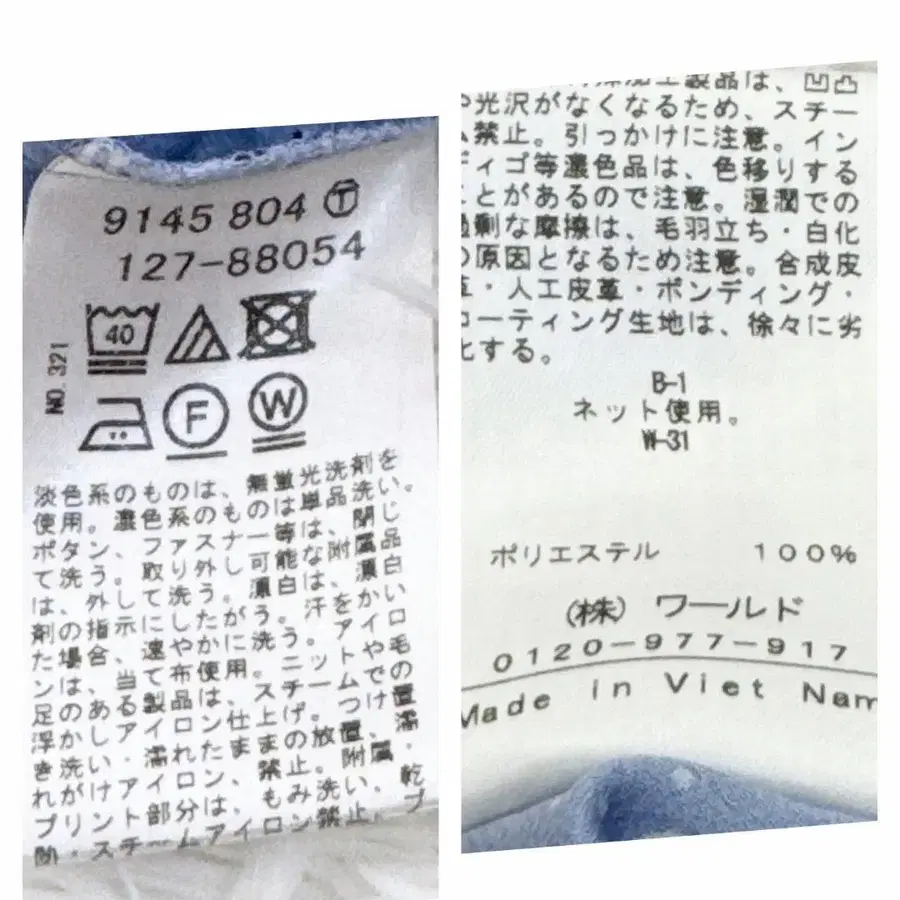 9145 804 Ⓣ
127-88054
NO. 321
40
F
W
淡色系のものは、無蛍光洗剤を
使用。濃色系のものは単品洗い。
ボタン、ファスナー等は、閉じ
て洗う。取り外し可能な附属品
は、外して洗う。漂白は、漂白
剤の指示にしたがう。汗をかい
た場合、速やかに洗う。アイロ
ンは、当て布使用。ニットや毛
足のある製品は、スチームでの
浮かしアイロン仕上げ。つけ置
き洗い・濡れたままの放置、濡
れがけアイロン、禁止。附属・
プリント部分は、もみ洗い、乾
・スチームアイロン禁止。プ
加工製品は、凹凸
や光沢がなくなるため、スチー
ム禁止。引っかけに注意。イン
ディゴ等濃色品は、色移りする
ことがあるので注意。湿潤での
過剰な摩擦は、毛羽立ち・白化
の原因となるため注意。合成皮
革・人工皮革・ボンディング・
コーティング生地は、徐々に劣
化する。
B-1
ネット使用。
W-31
ポリエステル 100%
(株) ワールド
0120-977-917
Made in Viet Nam